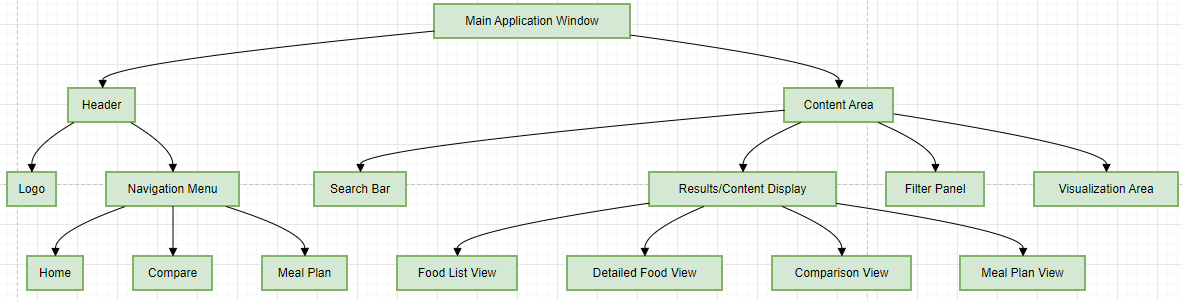 Main Application Window
Header
Content Area
Logo
Navigation Menu
Search Bar
Results/Content Display
Filter Panel
Visualization Area
Home
Compare
Meal Plan
Food List View
Detailed Food View
Comparison View
Meal Plan View